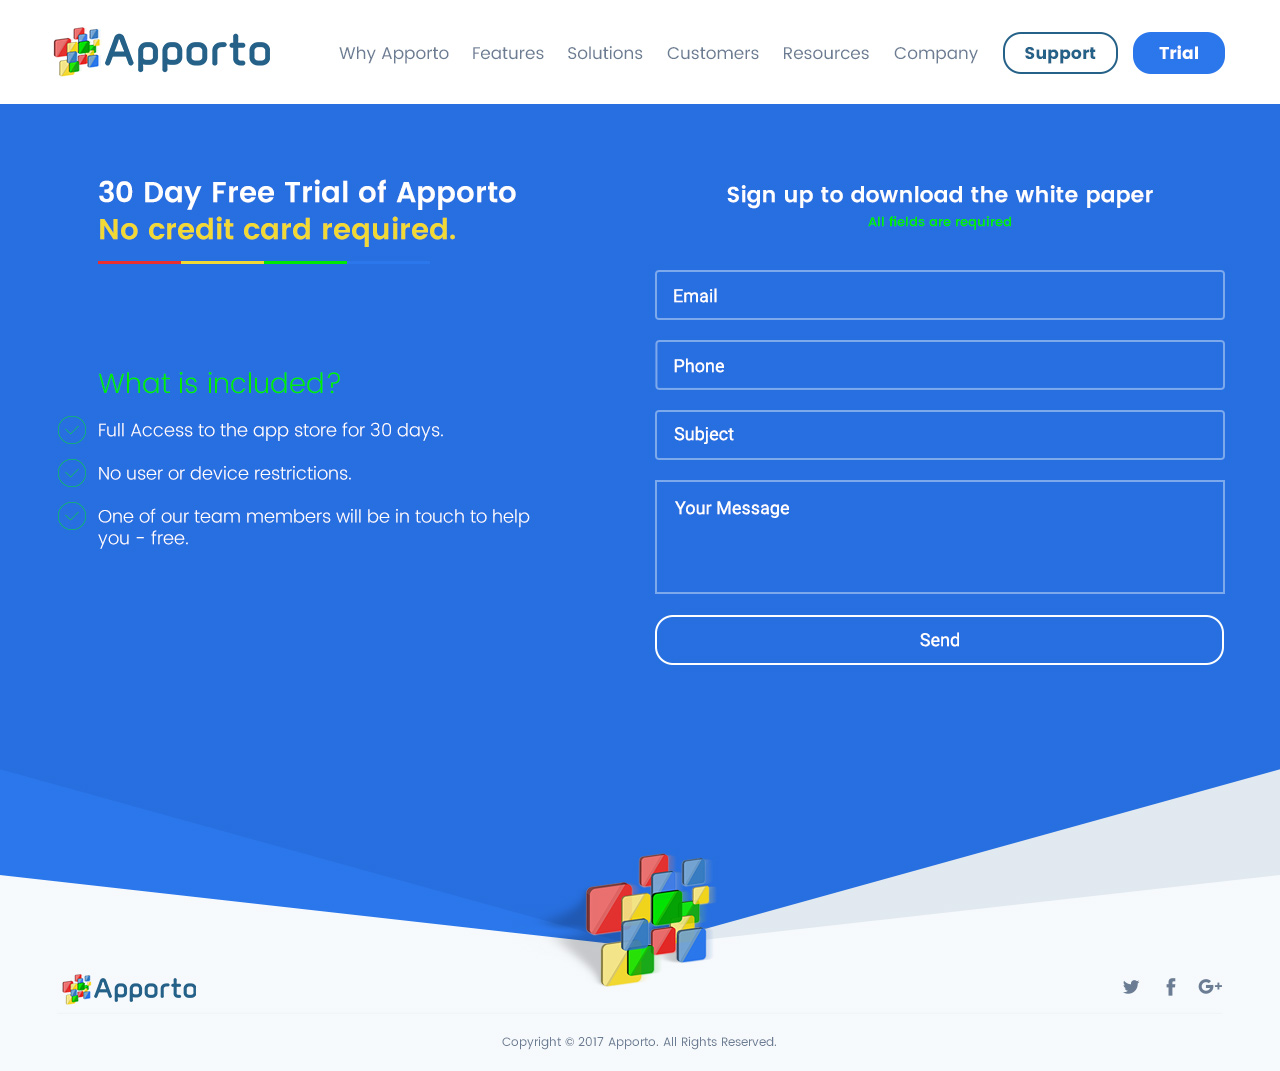 Apporto
Why Apporto
Features
Solutions
Customers
Resources
Company
Support
Trial
30 Day Free Trial of Apporto
No credit card required.
What is included?
Full Access to the app store for 30 days.
No user or device restrictions.
One of our team members will be in touch to help
you - free.
Sign up to download the white paper
All fields are required
Email
Phone
Subject
Your Message
Send
Apporto
G+
Copyright © 2017 Apporto. All Rights Reserved.